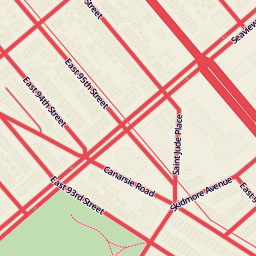 Street
Seaview
East 95th Street
East 94th Street
Saint Jude Place
Canarsie Road
East 93rd Street
Skidmore Avenue
East 9